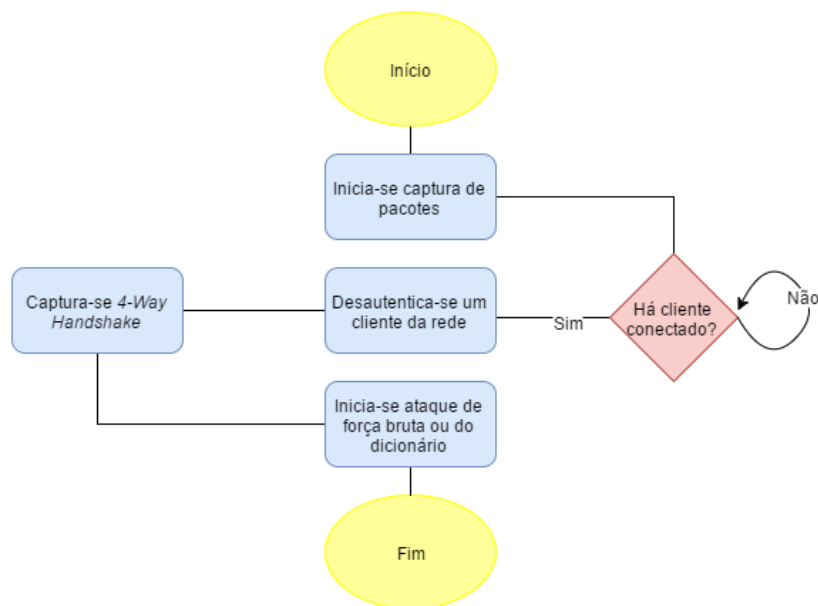 Início
Inicia-se captura de
pacotes
Há cliente
conectado?
Não
Sim
Desautentica-se um
cliente da rede
Captura-se 4-Way
Handshake
Inicia-se ataque de
força bruta ou do
dicionário
Fim